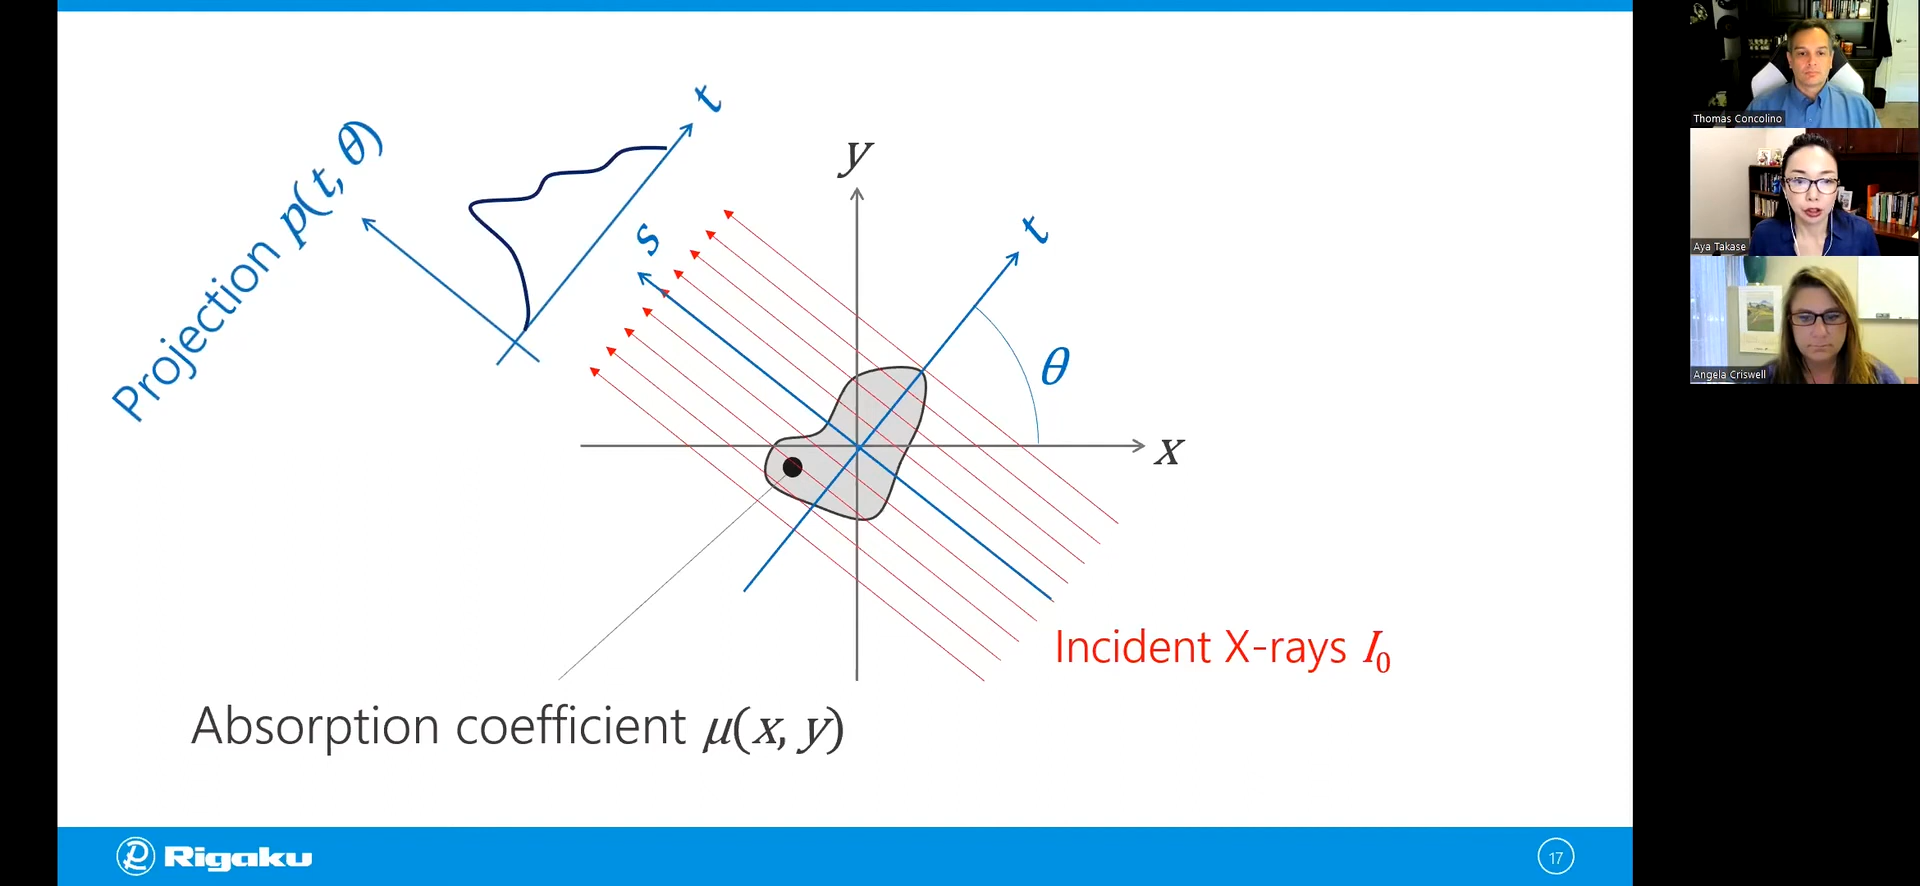 Projection p(t, θ)
t
s
y
t
θ
x
Incident X-rays I₀
Absorption coefficient μ(x, y)
Rigaku
17
Thomas Concolino
Aya Takase
Angela Criswell